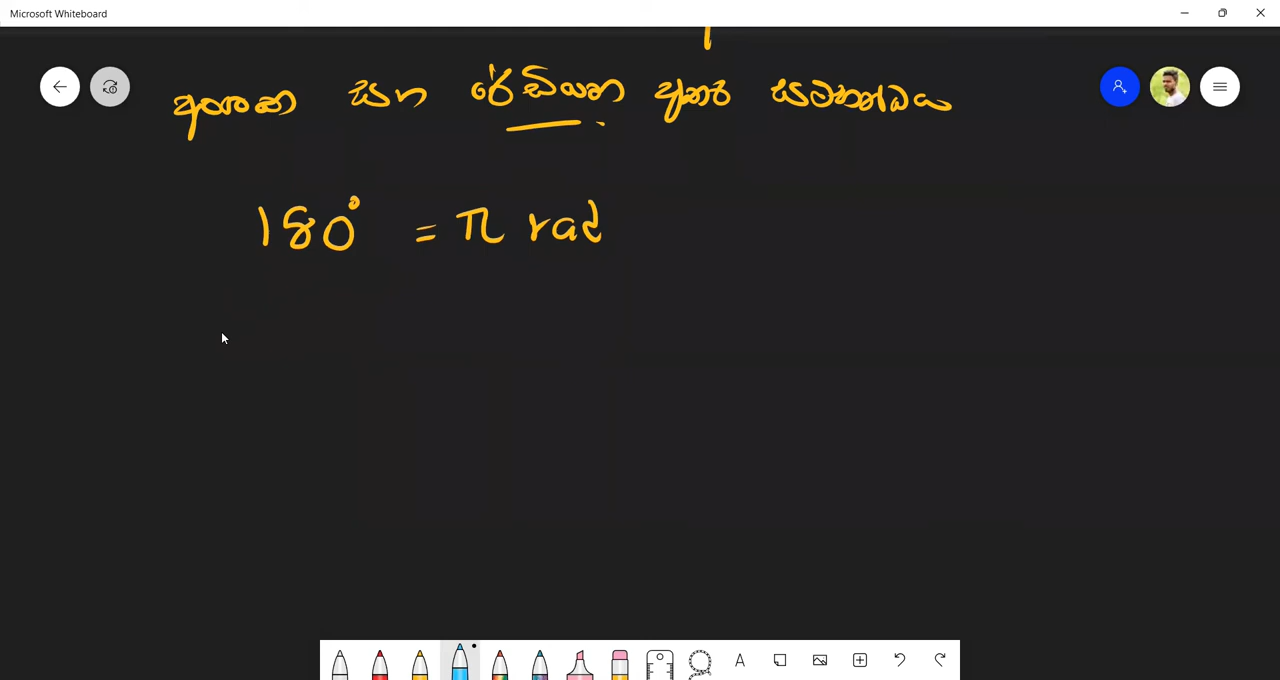 Microsoft Whiteboard
අංශක සහ රේඩියන අතර සම්බන්ධය
180° = π rad
A